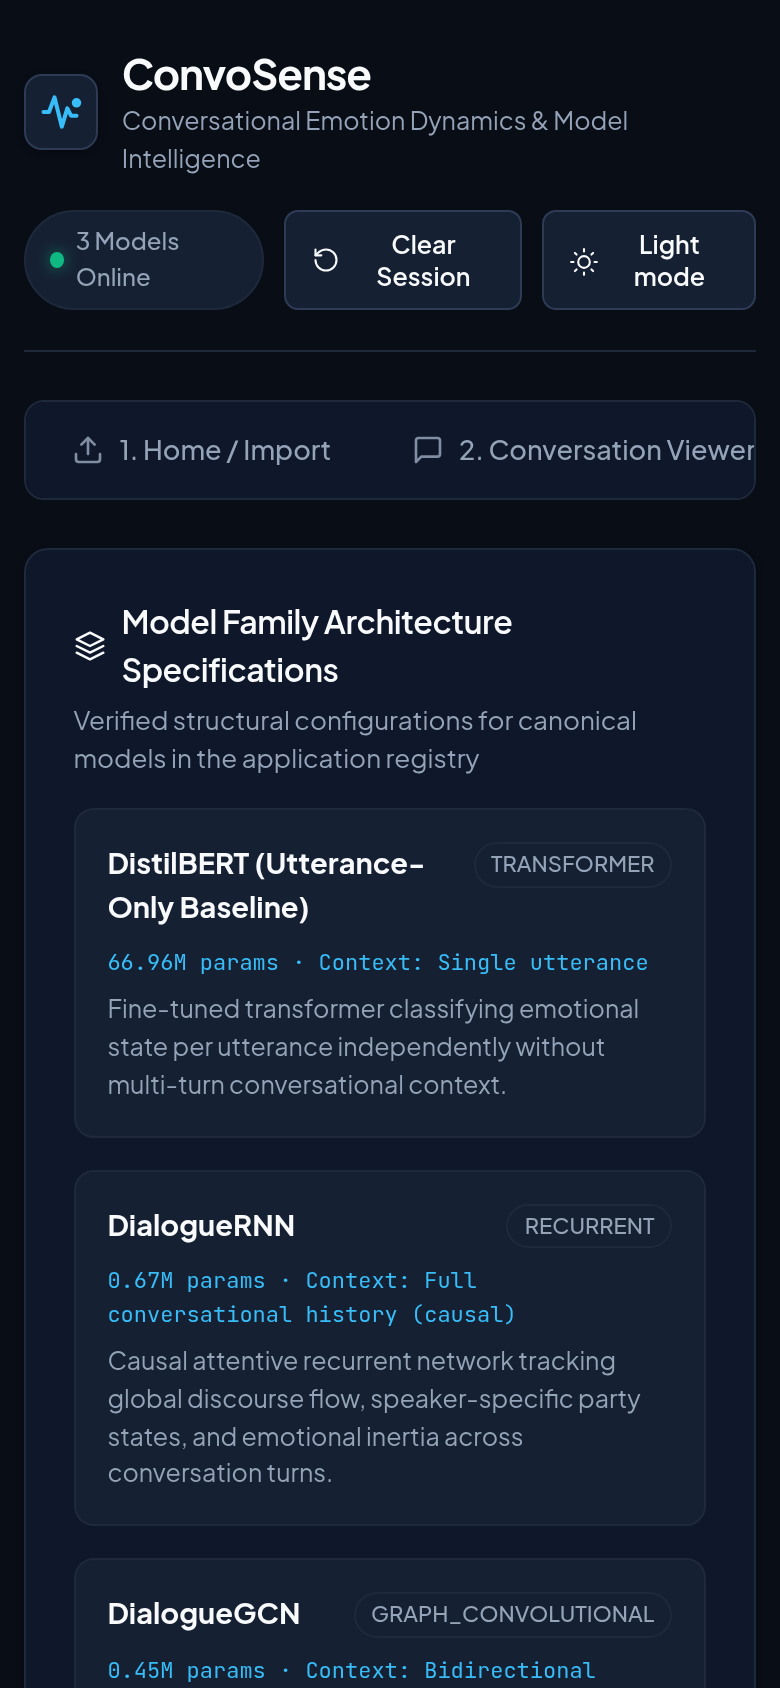 ConvoSense
Conversational Emotion Dynamics & Model
Intelligence
3 Models
Online
Clear
Session
Light
mode
1. Home / Import
2. Conversation Viewer
Model Family Architecture
Specifications
Verified structural configurations for canonical
models in the application registry
DistilBERT (Utterance-
Only Baseline)
TRANSFORMER
66.96M params · Context: Single utterance
Fine-tuned transformer classifying emotional
state per utterance independently without
multi-turn conversational context.
DialogueRNN
RECURRENT
0.67M params · Context: Full
conversational history (causal)
Causal attentive recurrent network tracking
global discourse flow, speaker-specific party
states, and emotional inertia across
conversation turns.
DialogueGCN
GRAPH_CONVOLUTIONAL
0.45M params · Context: Bidirectional